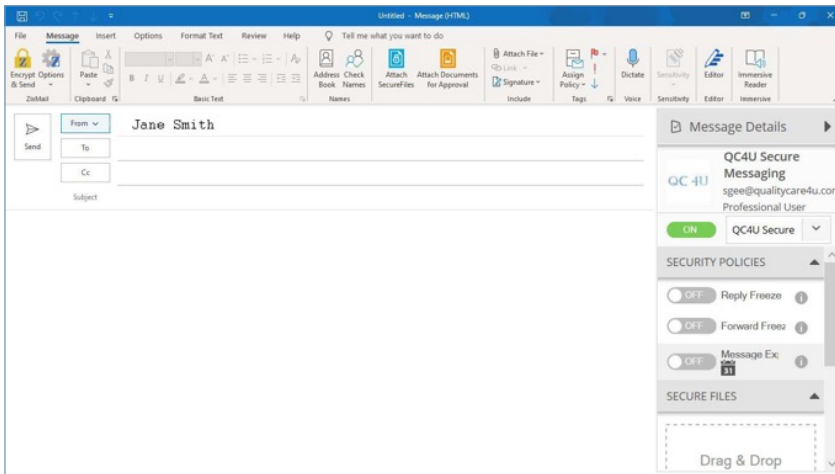 Untitled - Message (HTML)
File Message Insert Options Format Text Review Help Tell me what you want to do
Encrypt & Send
Options
Paste
Address Book
Check Names
Attach SecureFiles
Attach Documents for Approval
Attach File
Link
Signature
Assign Policy
Dictate
Sensitivity
Editor
Immersive Reader
ZixMail Clipboard Basic Text Names Include Tags Voice Sensitivity Editor Immersive
Send
From Jane Smith
To
Cc
Subject
Message Details
QC 4U
QC4U Secure
Messaging
sgee@qualitycare4u.com
Professional User
ON QC4U Secure
SECURITY POLICIES
OFF Reply Freeze
OFF Forward Freez
OFF Message Ex
31
SECURE FILES
Drag & Drop